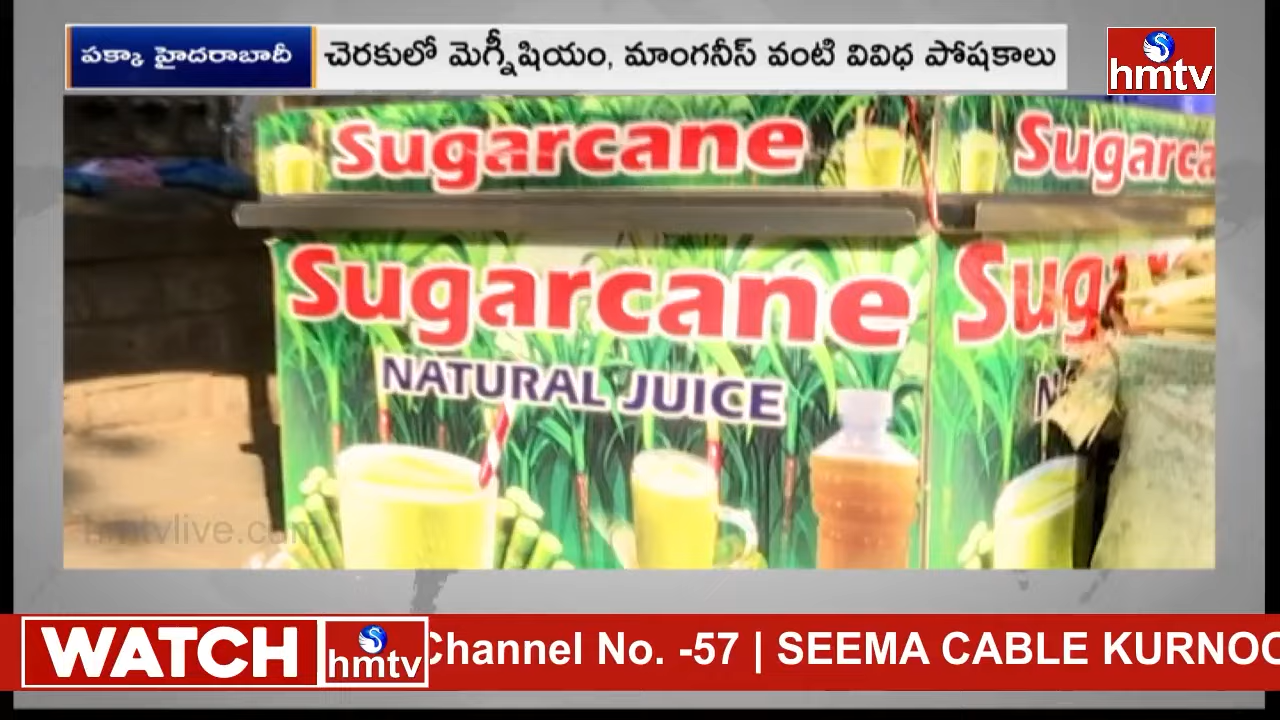 పక్కా హైదరాబాదీ
చెరకులో మెగ్నీషియం, మాంగనీస్ వంటి వివిధ పోషకాలు
hmtv
Sugarcane
Sugarca
Sugarcane
Sug
NATURAL JUICE
hmtvlive.com
WATCH
hmtv
Channel No. -57 | SEEMA CABLE KURNOO